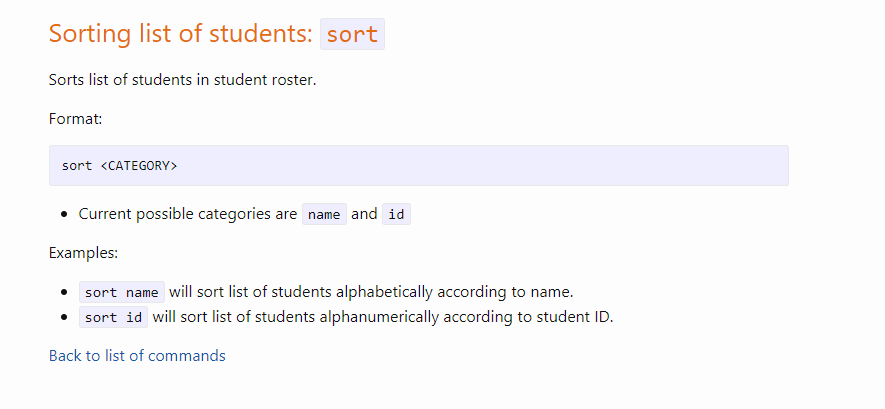 Sorting list of students: sort
Sorts list of students in student roster.
Format:
sort <CATEGORY>
Current possible categories are name and id
Examples:
sort name will sort list of students alphabetically according to name.
sort id will sort list of students alphanumerically according to student ID.
Back to list of commands